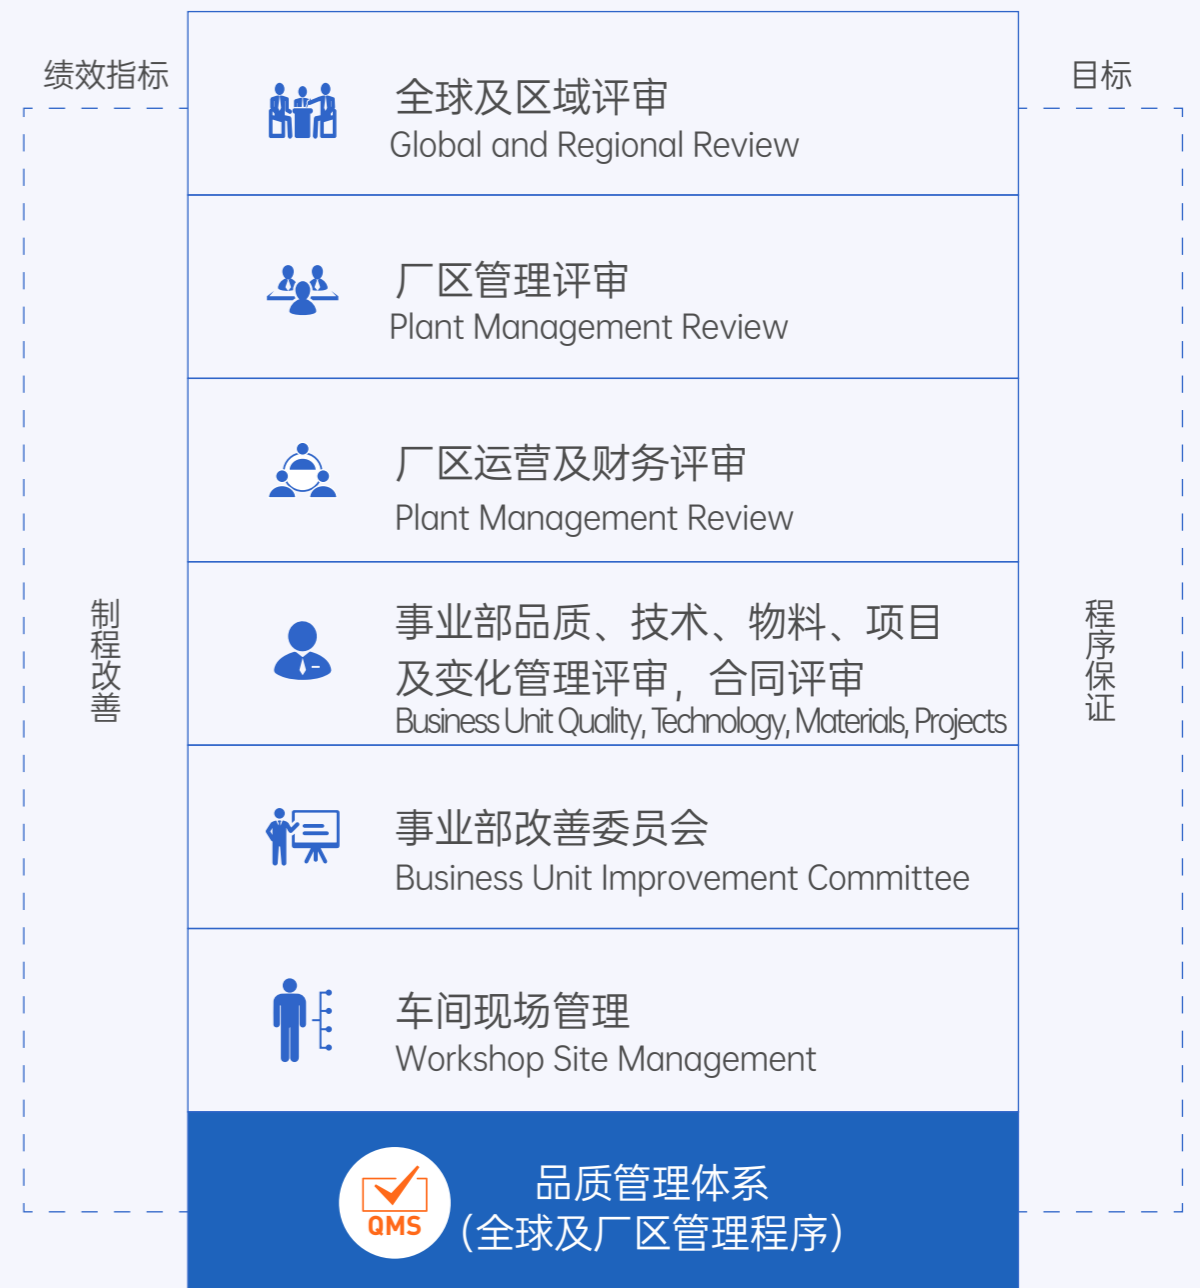 绩效指标
目标
全球及区域评审
Global and Regional Review
厂区管理评审
Plant Management Review
厂区运营及财务评审
Plant Management Review
制程改善
程序保证
事业部品质、技术、物料、项目
及变化管理评审，合同评审
Business Unit Quality, Technology, Materials, Projects
事业部改善委员会
Business Unit Improvement Committee
车间现场管理
Workshop Site Management
QMS
品质管理体系
(全球及厂区管理程序)